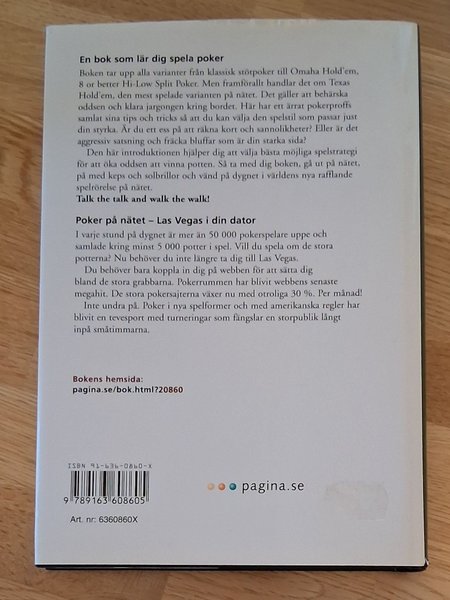 En bok som lär dig spela poker
Boken tar upp alla varianter från klassisk stötpoker till Omaha Hold'em,
8 or better Hi-Low Split Poker. Men framförallt handlar det om Texas
Hold'em, den mest spelade varianten på nätet. Det gäller att behärska
oddsen och klara jargongen kring bordet. Här har ett ärrat pokerproffs
samlat sina tips och tricks så att du kan välja den spelstil som passar just
din styrka. Är du ett ess på att räkna kort och sannolikheter? Eller är det
aggressiv satsning och fräcka bluffar som är din starka sida?
Den här introduktionen hjälper dig att välja bästa möjliga spelstrategi
för att öka oddsen att vinna potten. Så ta med dig boken, gå ut på nätet,
på med keps och solbrillor och vänd på dygnet i världens nya rafflande
spelrörelse på nätet.
Talk the talk and walk the walk!
Poker på nätet – Las Vegas i din dator
I varje stund på dygnet är mer än 50 000 pokerspelare uppe och
samlade kring minst 5 000 potter i spel. Vill du spela om de stora
potterna? Nu behöver du inte längre ta dig till Las Vegas.
Du behöver bara koppla in dig på webben för att sätta dig
bland de stora grabbarna. Pokerrummen har blivit webbens senaste
megahit. De stora pokersajterna växer nu med otroliga 30 %. Per månad!
Inte undra på. Poker i nya spelformer och med amerikanska regler har
blivit en tevesport med turneringar som fängslar en storpublik långt
inpå småtimmarna.
Bokens hemsida:
pagina.se/bok.html?20860
ISBN 91-636-0860-X
9 789163 608605
pagina.se
Art. nr: 6360860X